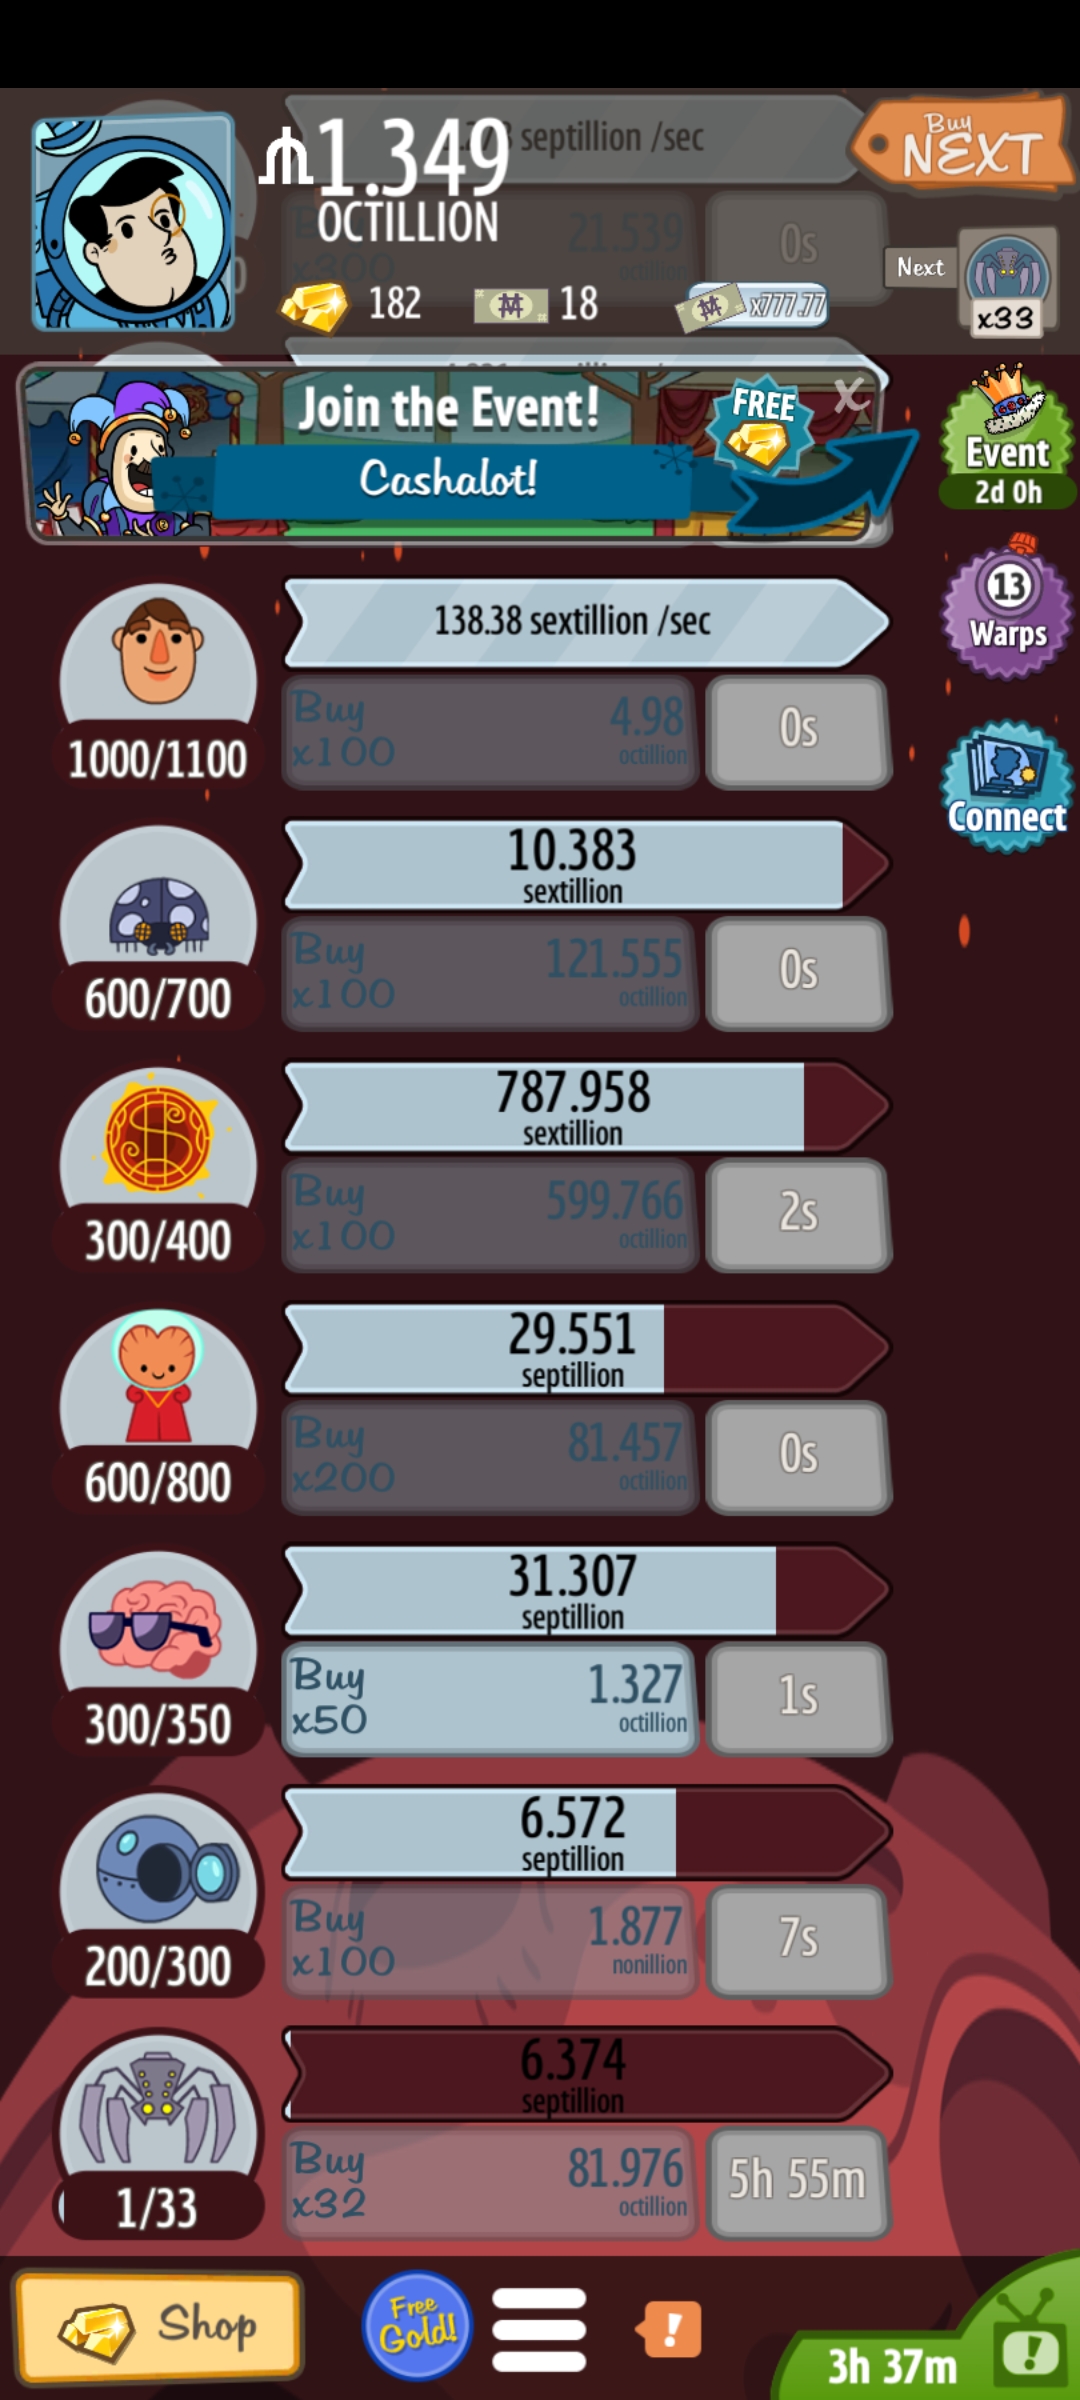 septillion /sec
1.349
OCTILLION
Buy
NEXT
x300
21.539
octillion
0s
182
18
x777.77
Next
x33
Join the Event!
FREE
X
Cashalot!
Event
2d 0h
138.38 sextillion /sec
Buy
x100
4.98
octillion
0s
1000/1100
13
Warps
Connect
10.383
sextillion
Buy
x100
121.555
octillion
0s
600/700
787.958
sextillion
Buy
x100
599.766
octillion
2s
300/400
29.551
septillion
Buy
x200
81.457
octillion
0s
600/800
31.307
septillion
Buy
x50
1.327
octillion
1s
300/350
6.572
septillion
Buy
x100
1.877
nonillion
7s
200/300
6.374
septillion
Buy
x32
81.976
octillion
5h 55m
1/33
Shop
Free
Gold!
!
3h 37m
!